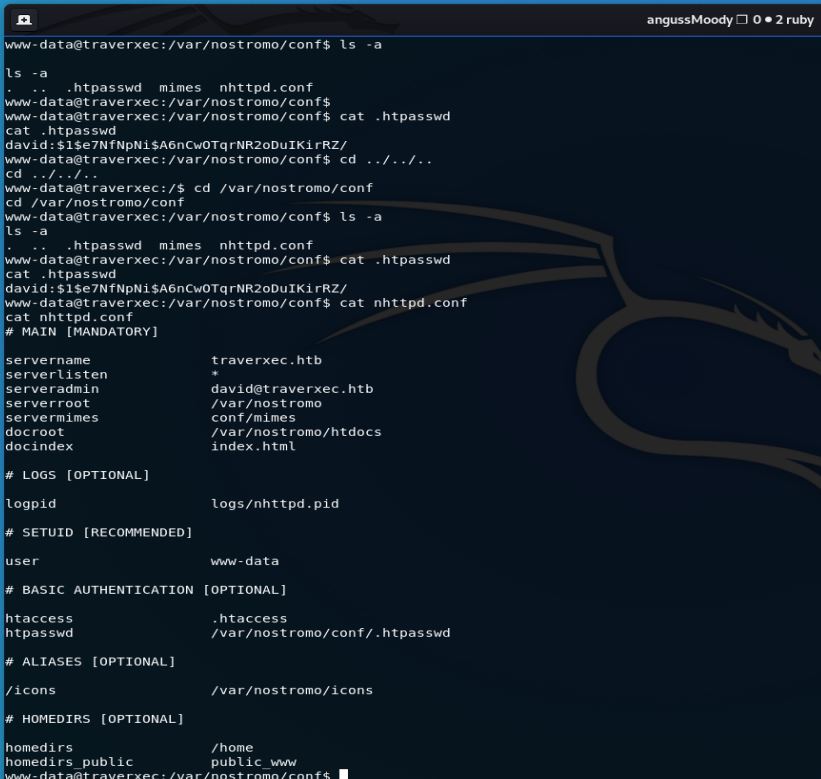 angussMoody 0 2 ruby
www-data@traverxec:/var/nostromo/conf$ ls -a
ls -a
.  ..  .htpasswd  mimes  nhttpd.conf
www-data@traverxec:/var/nostromo/conf$
www-data@traverxec:/var/nostromo/conf$ cat .htpasswd
cat .htpasswd
david:$1$e7NfNpNi$A6nCwOTqrNR2oDuIKirRZ/
www-data@traverxec:/var/nostromo/conf$ cd ../../..
cd ../../..
www-data@traverxec:/$ cd /var/nostromo/conf
cd /var/nostromo/conf
www-data@traverxec:/var/nostromo/conf$ ls -a
ls -a
.  ..  .htpasswd  mimes  nhttpd.conf
www-data@traverxec:/var/nostromo/conf$ cat .htpasswd
cat .htpasswd
david:$1$e7NfNpNi$A6nCwOTqrNR2oDuIKirRZ/
www-data@traverxec:/var/nostromo/conf$ cat nhttpd.conf
cat nhttpd.conf
# MAIN [MANDATORY]
servername traverxec.htb
serverlisten *
serveradmin david@traverxec.htb
serverroot /var/nostromo
servermimes conf/mimes
docroot /var/nostromo/htdocs
docindex index.html
# LOGS [OPTIONAL]
logpid logs/nhttpd.pid
# SETUID [RECOMMENDED]
user www-data
# BASIC AUTHENTICATION [OPTIONAL]
htaccess .htaccess
htpasswd /var/nostromo/conf/.htpasswd
# ALIASES [OPTIONAL]
/icons /var/nostromo/icons
# HOMEDIRS [OPTIONAL]
homedirs /home
homedirs_public public_www
www-data@traverxec:/var/nostromo/conf$